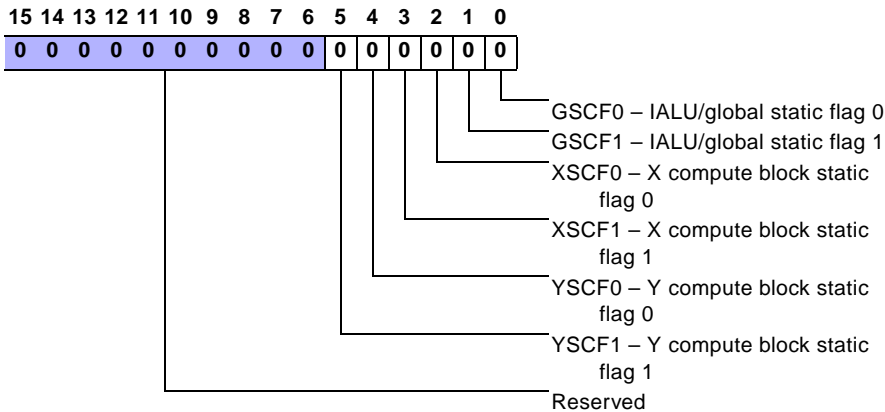 15 14 13 12 11 10 9 8 7 6 5 4 3 2 1 0
0 0 0 0 0 0 0 0 0 0 0 0 0 0 0 0
GSCF0 – IALU/global static flag 0
GSCF1 – IALU/global static flag 1
XSCF0 – X compute block static
flag 0
XSCF1 – X compute block static
flag 1
YSCF0 – Y compute block static
flag 0
YSCF1 – Y compute block static
flag 1
Reserved